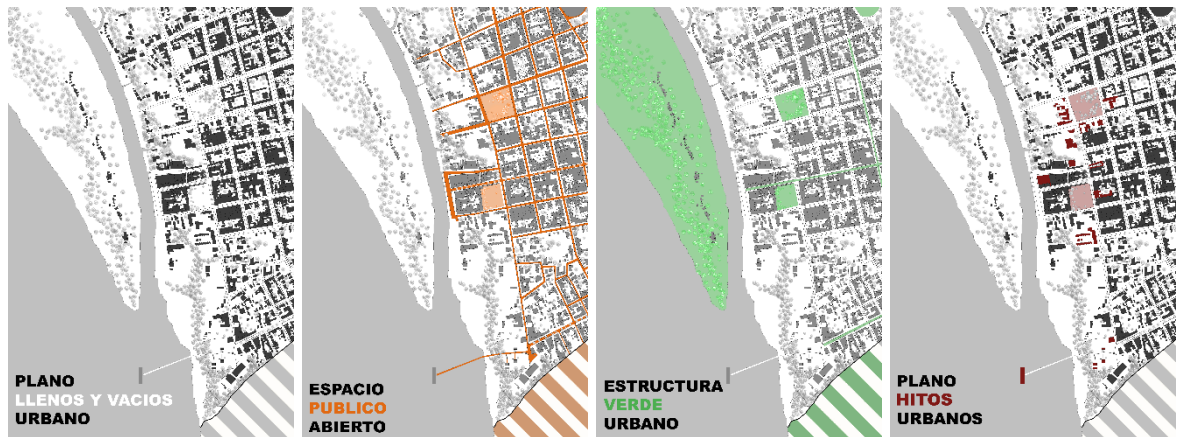 PLANO
LLENOS Y VACIOS
URBANO
ESPACIO
PUBLICO
ABIERTO
ESTRUCTURA
VERDE
URBANO
PLANO
HITOS
URBANOS